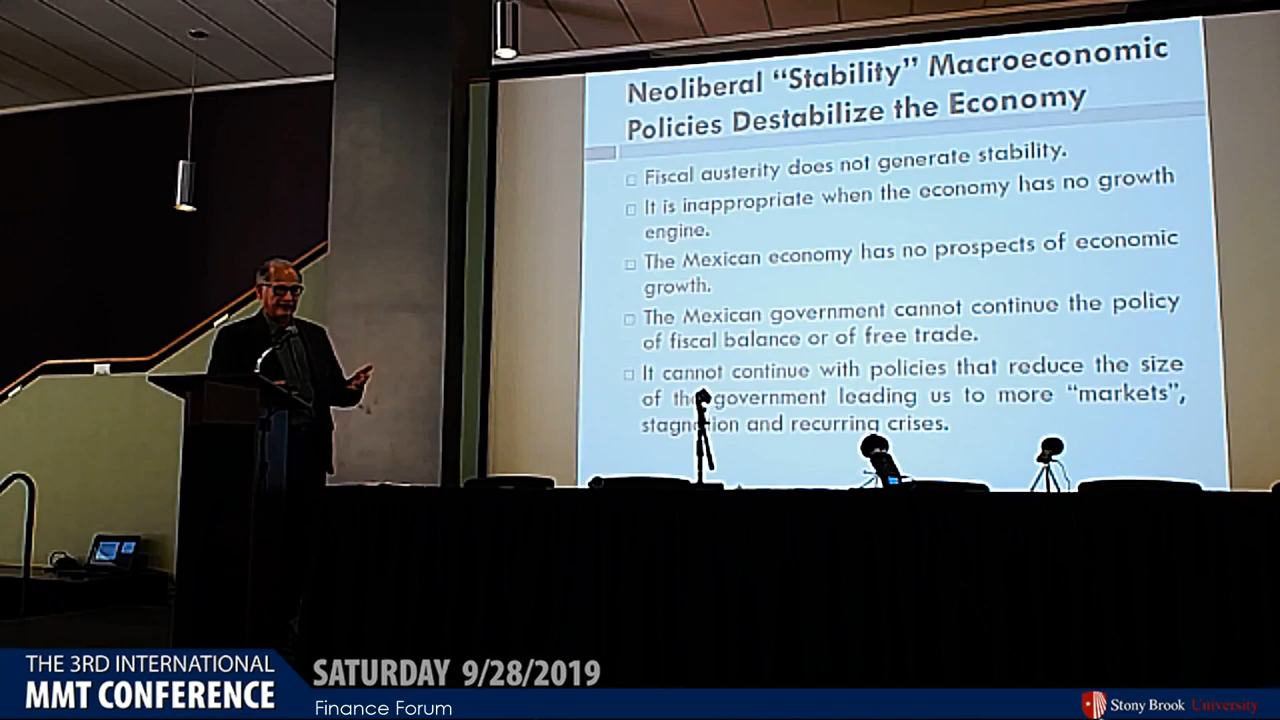 Neoliberal “Stability” Macroeconomic
Policies Destabilize the Economy
Fiscal austerity does not generate stability.
It is inappropriate when the economy has no growth
engine.
The Mexican economy has no prospects of economic
growth.
The Mexican government cannot continue the policy
of fiscal balance or of free trade.
It cannot continue with policies that reduce the size
of the government leading us to more “markets”,
stagnation and recurring crises.
THE 3RD INTERNATIONAL
MMT CONFERENCE
SATURDAY 9/28/2019
Finance Forum
Stony Brook University